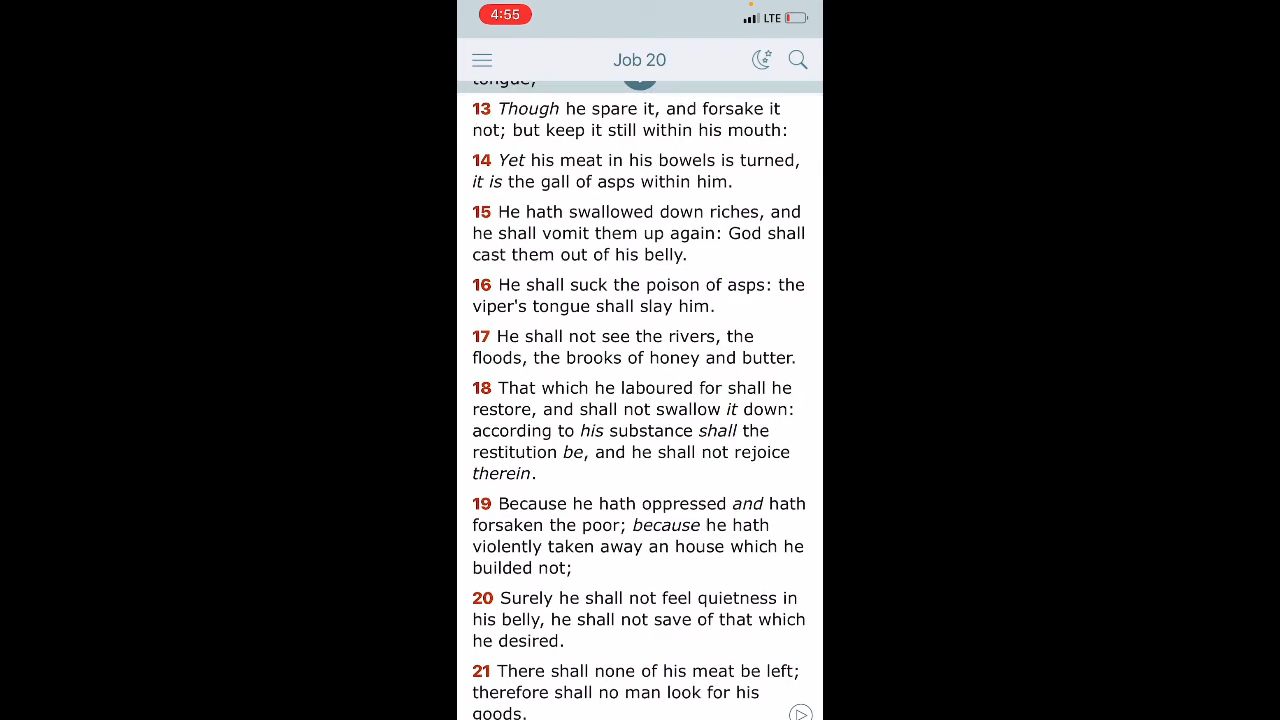 4:55
LTE
Job 20
tongue;
13 Though he spare it, and forsake it
not; but keep it still within his mouth:
14 Yet his meat in his bowels is turned,
it is the gall of asps within him.
15 He hath swallowed down riches, and
he shall vomit them up again: God shall
cast them out of his belly.
16 He shall suck the poison of asps: the
viper's tongue shall slay him.
17 He shall not see the rivers, the
floods, the brooks of honey and butter.
18 That which he laboured for shall he
restore, and shall not swallow it down:
according to his substance shall the
restitution be, and he shall not rejoice
therein.
19 Because he hath oppressed and hath
forsaken the poor; because he hath
violently taken away an house which he
builded not;
20 Surely he shall not feel quietness in
his belly, he shall not save of that which
he desired.
21 There shall none of his meat be left;
therefore shall no man look for his
goods.